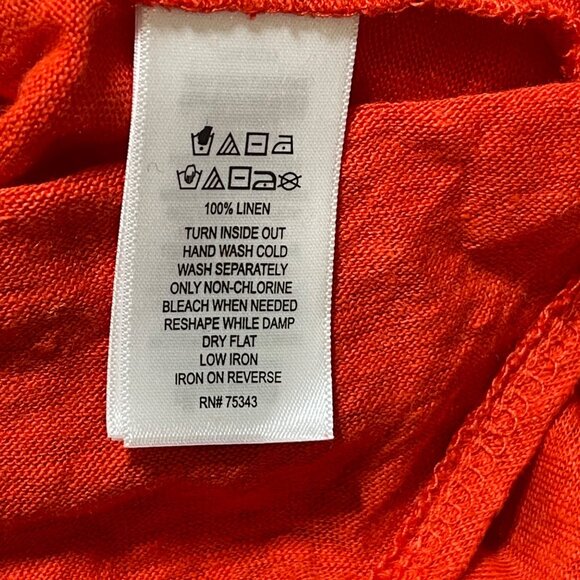 100% LINEN
TURN INSIDE OUT
HAND WASH COLD
WASH SEPARATELY
ONLY NON-CHLORINE
BLEACH WHEN NEEDED
RESHAPE WHILE DAMP
DRY FLAT
LOW IRON
IRON ON REVERSE
RN# 75343